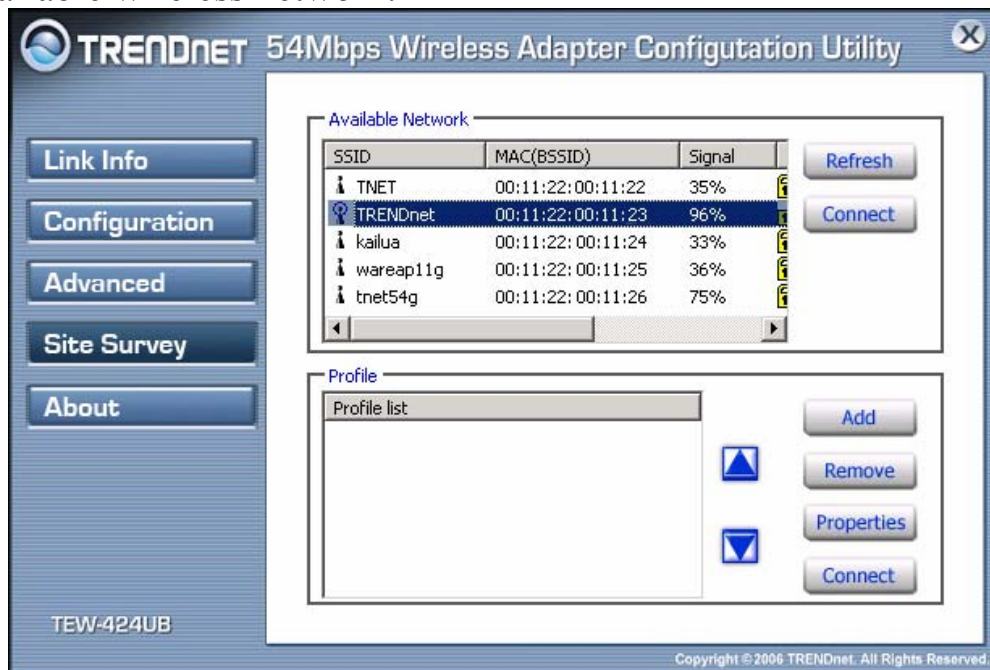 TRENDnet 54Mbps Wireless Adapter Configutation Utility
Link Info
Configuration
Advanced
Site Survey
About
TEW-424UB
Available Network
SSID MAC(BSSID) Signal
TNET 00:11:22:00:11:22 35%
TRENDnet 00:11:22:00:11:23 96%
kailua 00:11:22:00:11:24 33%
wareap11g 00:11:22:00:11:25 36%
tnet54g 00:11:22:00:11:26 75%
Refresh
Connect
Profile
Profile list
Add
Remove
Properties
Connect
Copyright © 2006 TRENDnet. All Rights Reserved